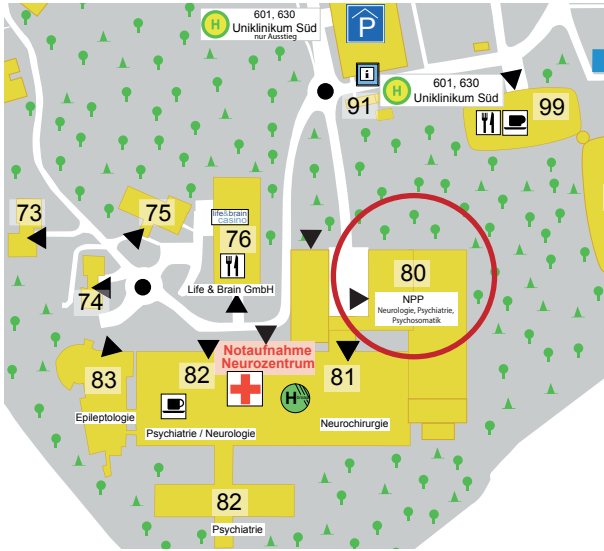 601, 630
Uniklinikum Süd
nur Ausstieg
P
H
i
601, 630
H
Uniklinikum Süd
91
99
73
75
life&brain
casino
76
80
NPP
Neurologie, Psychiatrie,
Psychosomatik
74
Life & Brain GmbH
Notaufnahme
Neurozentrum
83
82
81
H
Epileptologie
Psychiatrie / Neurologie
Neurochirurgie
82
Psychiatrie